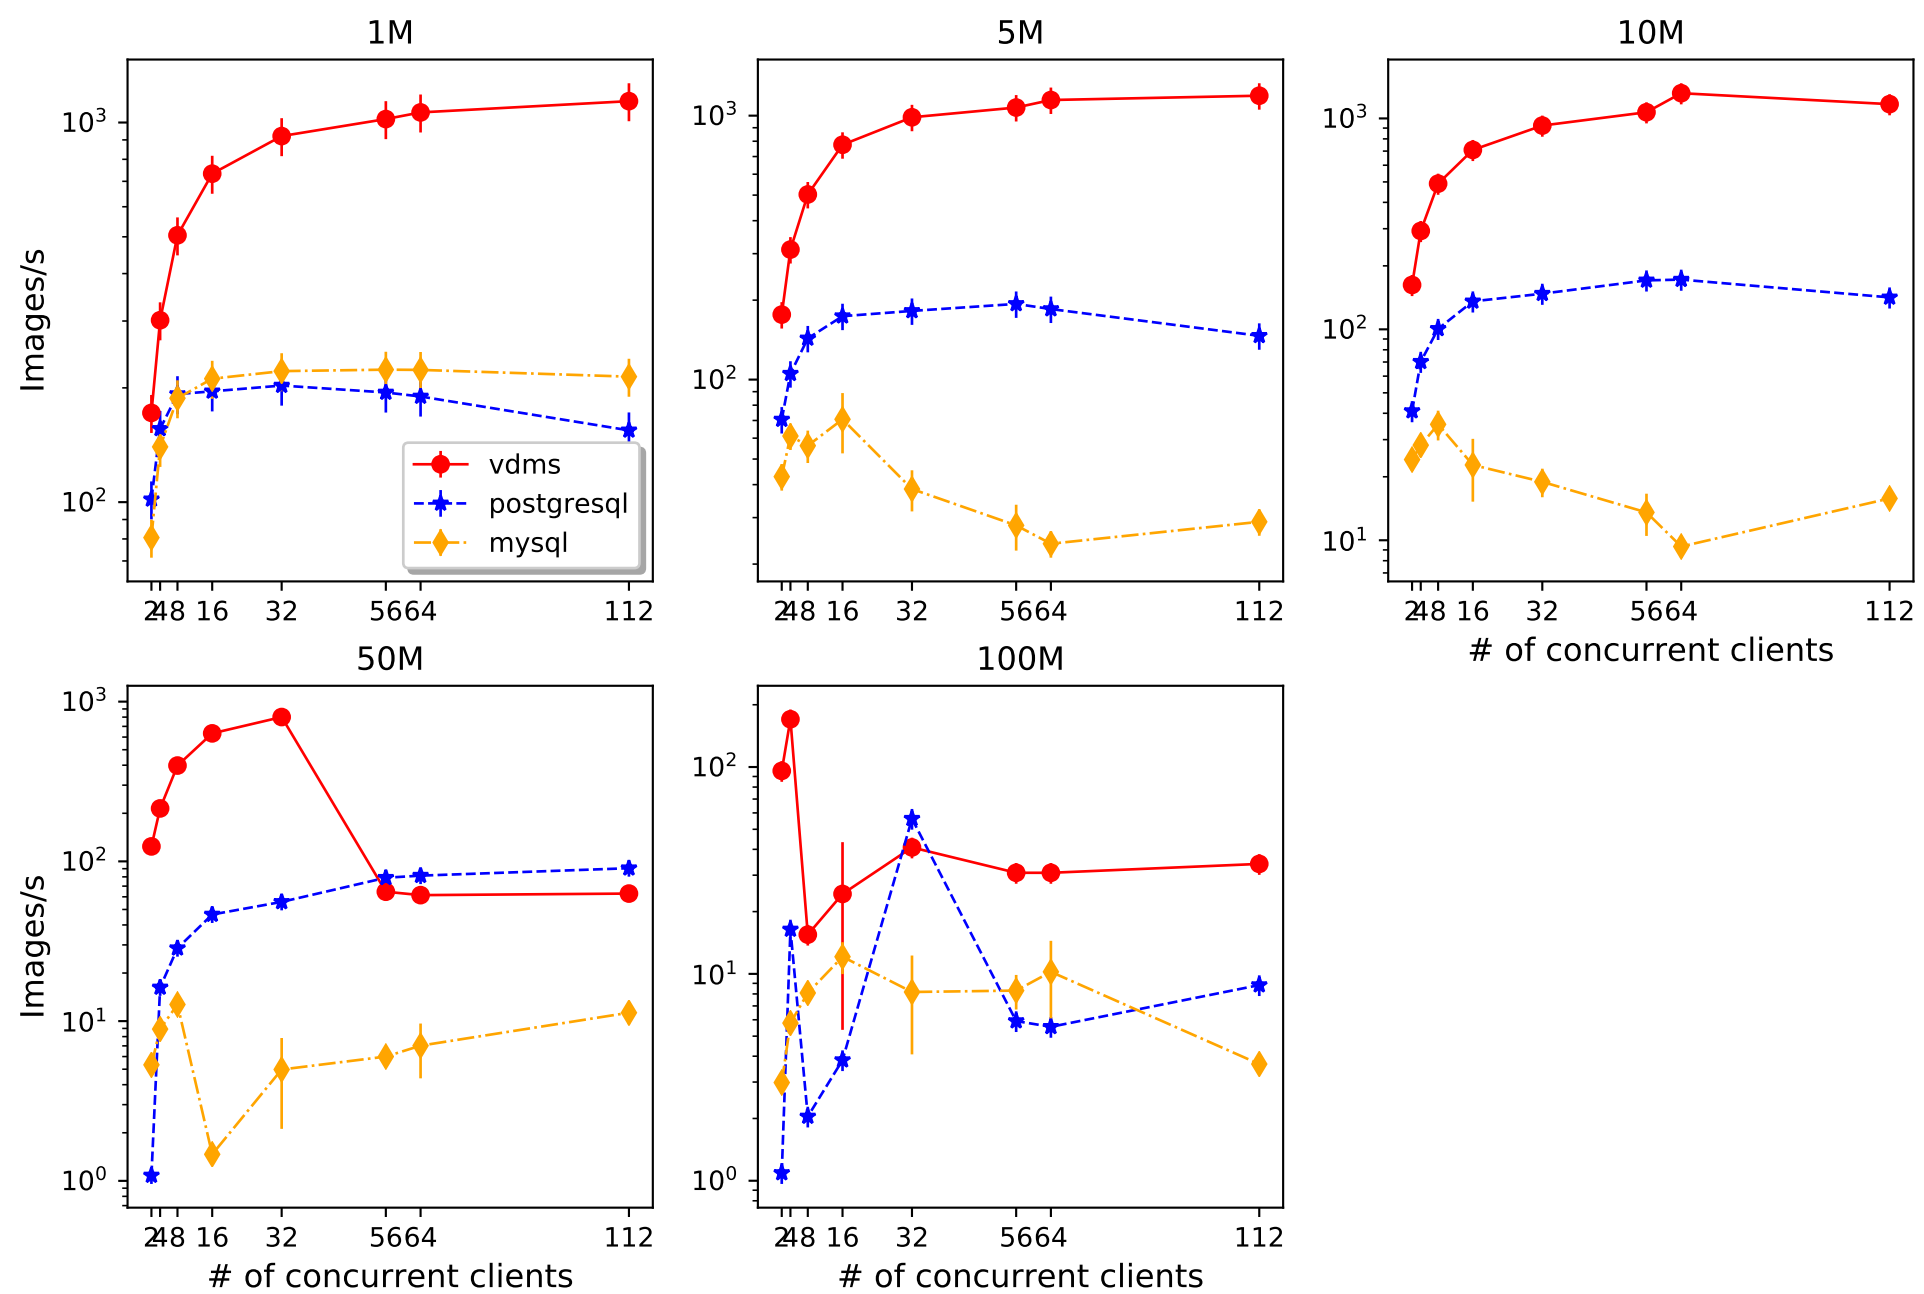 1M
10³
10²
Images/s
vdms
postgresql
mysql
2 4 8 16 32 56 64 112
5M
10³
10²
2 4 8 16 32 56 64 112
10M
10³
10²
10¹
2 4 8 16 32 56 64 112
# of concurrent clients
50M
10³
10²
10¹
10⁰
Images/s
2 4 8 16 32 56 64 112
# of concurrent clients
100M
10²
10¹
10⁰
2 4 8 16 32 56 64 112
# of concurrent clients